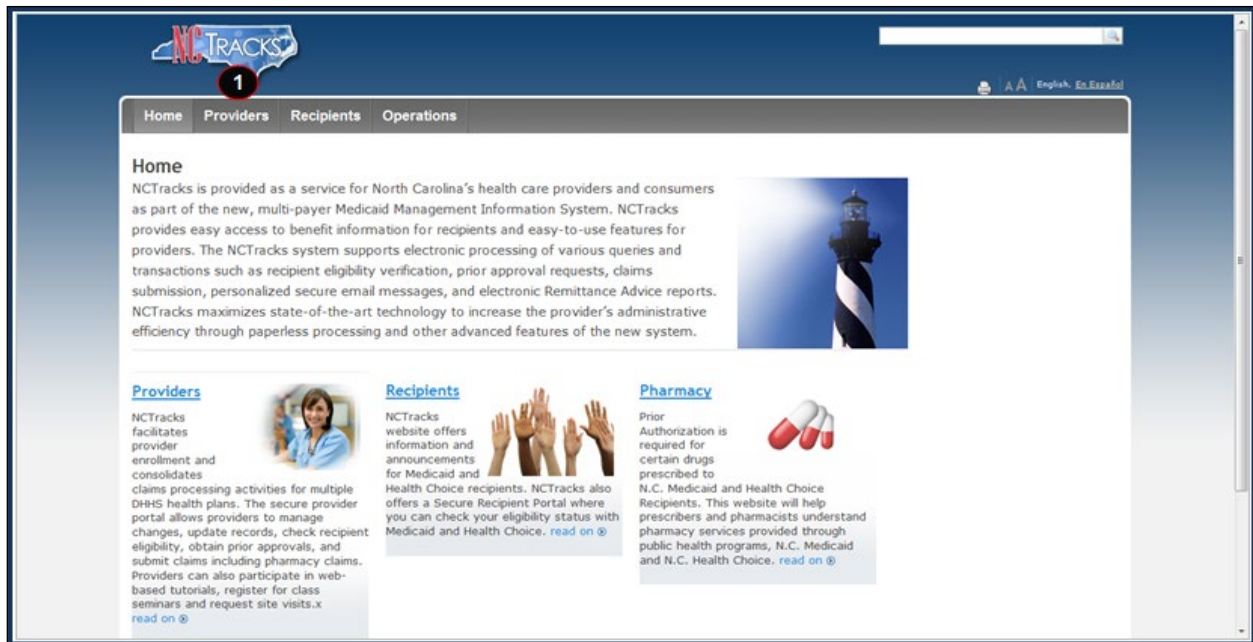 NCTRACKS
1
English, En Español
A A
Home Providers Recipients Operations
Home
NCTracks is provided as a service for North Carolina's health care providers and consumers
as part of the new, multi-payer Medicaid Management Information System. NCTracks
provides easy access to benefit information for recipients and easy-to-use features for
providers. The NCTracks system supports electronic processing of various queries and
transactions such as recipient eligibility verification, prior approval requests, claims
submission, personalized secure email messages, and electronic Remittance Advice reports.
NCTracks maximizes state-of-the-art technology to increase the provider's administrative
efficiency through paperless processing and other advanced features of the new system.
Providers
NCTracks
facilitates
provider
enrollment and
consolidates
claims processing activities for multiple
DHHS health plans. The secure provider
portal allows providers to manage
changes, update records, check recipient
eligibility, obtain prior approvals, and
submit claims including pharmacy claims.
Providers can also participate in web-
based tutorials, register for class
seminars and request site visits.x
read on
Recipients
NCTracks
website offers
information and
announcements
for Medicaid and
Health Choice recipients. NCTracks also
offers a Secure Recipient Portal where
you can check your eligibility status with
Medicaid and Health Choice. read on
Pharmacy
Prior
Authorization is
required for
certain drugs
prescribed to
N.C. Medicaid and Health Choice
Recipients. This website will help
prescribers and pharmacists understand
pharmacy services provided through
public health programs, N.C. Medicaid
and N.C. Health Choice. read on